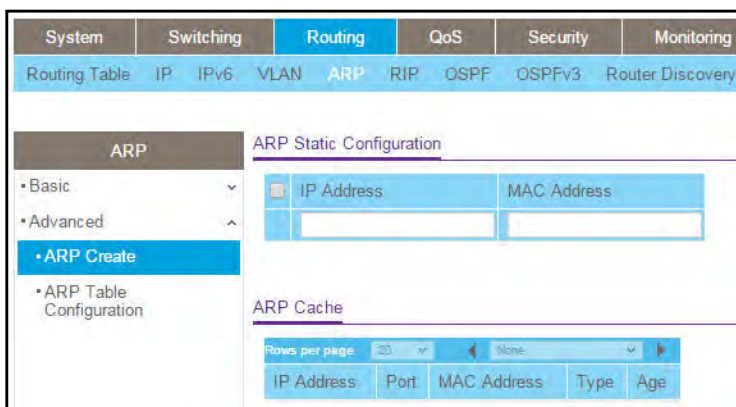 System Switching Routing QoS Security Monitoring
Routing Table IP IPv6 VLAN ARP RIP OSPF OSPFv3 Router Discovery
ARP
Basic
Advanced
ARP Create
ARP Table
Configuration
ARP Static Configuration
IP Address MAC Address
ARP Cache
Rows per page 20 None
IP Address Port MAC Address Type Age